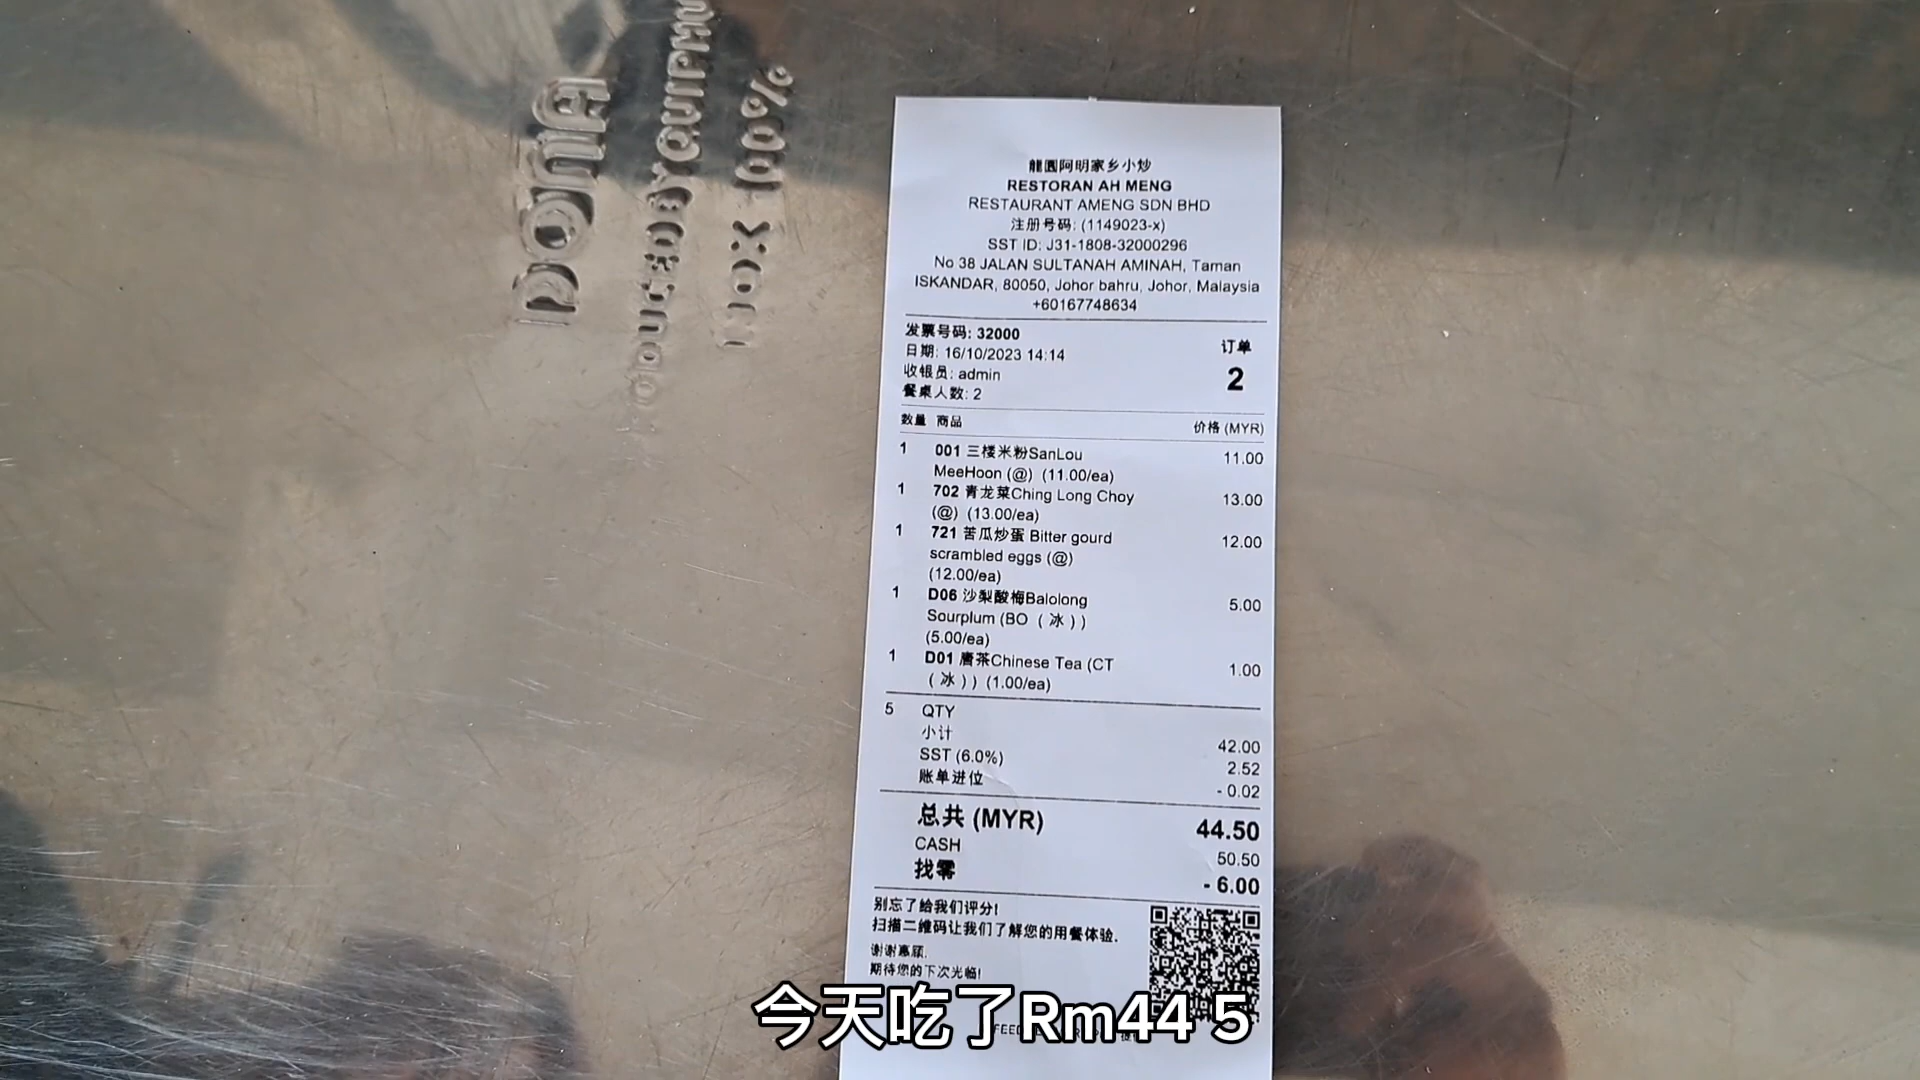 龍圓阿明家乡小炒
RESTORAN AH MENG
RESTAURANT AMENG SDN BHD
注册号码: (1149023-x)
SST ID: J31-1808-32000296
No 38 JALAN SULTANAH AMINAH, Taman
ISKANDAR, 80050, Johor bahru, Johor, Malaysia
+60167748634
发票号码: 32000
日期: 16/10/2023 14:14
收银员: admin
餐桌人数: 2
订单
2
数量 商品 价格 (MYR)
1 001 三楼米粉SanLou 11.00
MeeHoon (@) (11.00/ea)
1 702 青龙菜Ching Long Choy 13.00
(@) (13.00/ea)
1 721 苦瓜炒蛋 Bitter gourd 12.00
scrambled eggs (@)
(12.00/ea)
1 D06 沙梨酸梅Balolong 5.00
Sourplum (BO （冰）)
(5.00/ea)
1 D01 唐茶Chinese Tea (CT 1.00
（冰）) (1.00/ea)
5 QTY
小计 42.00
SST (6.0%) 2.52
账单进位 - 0.02
总共 (MYR) 44.50
CASH 50.50
找零 - 6.00
别忘了给我们评分!
扫描二维码让我们了解您的用餐体验.
谢谢惠顾.
期待您的下次光临!
今天吃了Rm44 5